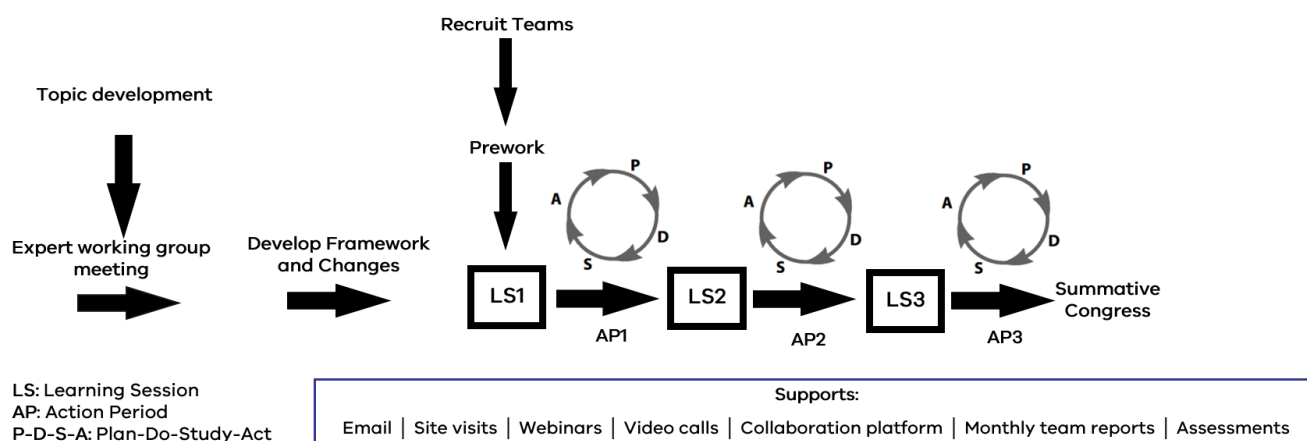 Recruit Teams
Topic development
Prework
Expert working group
meeting
Develop Framework
and Changes
P
A
D
S
P
A
D
S
P
A
D
S
LS1
LS2
LS3
Summative
Congress
AP1
AP2
AP3
LS: Learning Session
AP: Action Period
P-D-S-A: Plan-Do-Study-Act
Supports:
Email | Site visits | Webinars | Video calls | Collaboration platform | Monthly team reports | Assessments